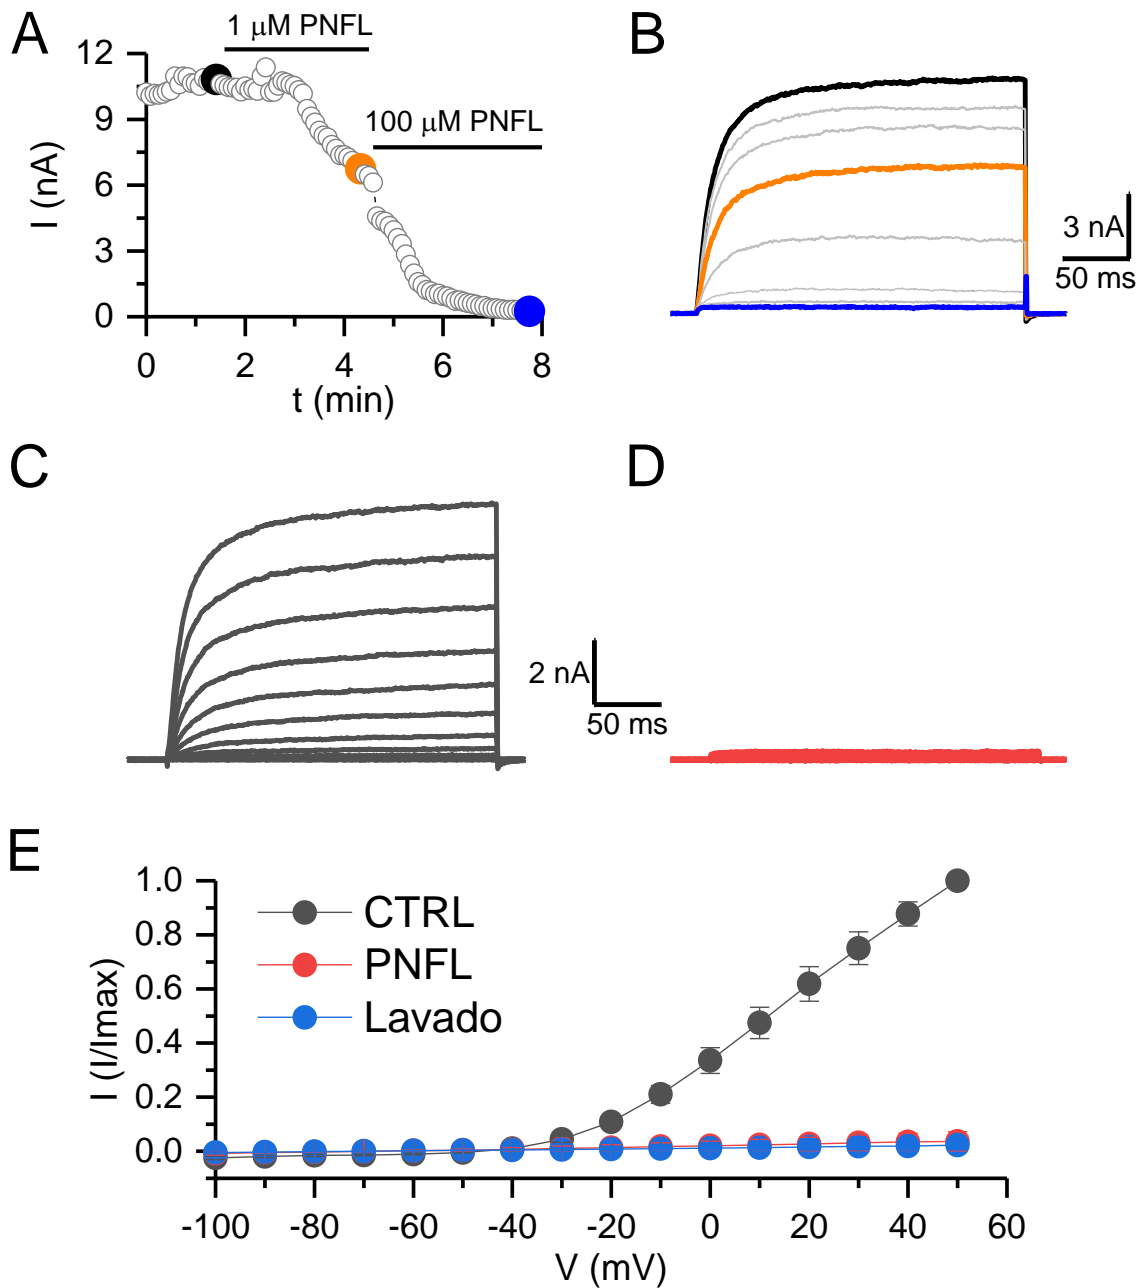 A
1 μM PNFL
100 μM PNFL
12
9
6
3
0
I (nA)
0 2 4 6 8
t (min)
B
3 nA
50 ms
C
2 nA
50 ms
D
E
1.0
0.8
0.6
0.4
0.2
0.0
I (I/Imax)
CTRL
PNFL
Lavado
-100 -80 -60 -40 -20 0 20 40 60
V (mV)